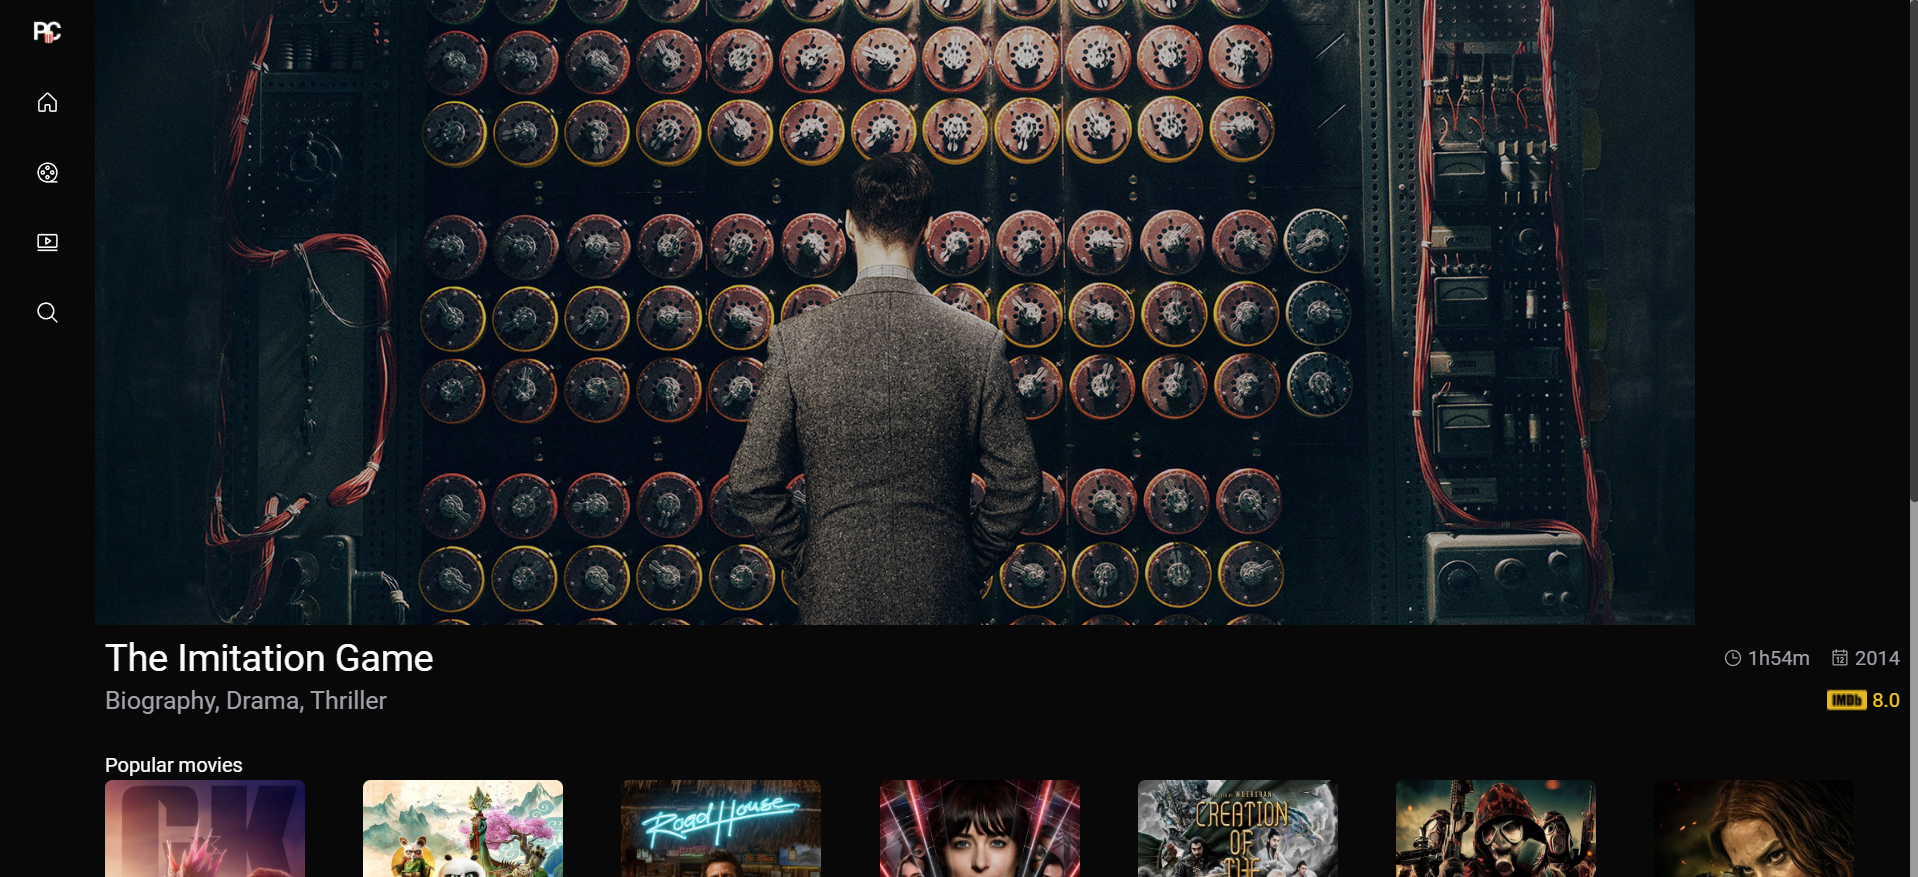 PC
The Imitation Game
1h54m
2014
Biography, Drama, Thriller
IMDb 8.0
Popular movies
GK
Road House
CREATION
OF
THE